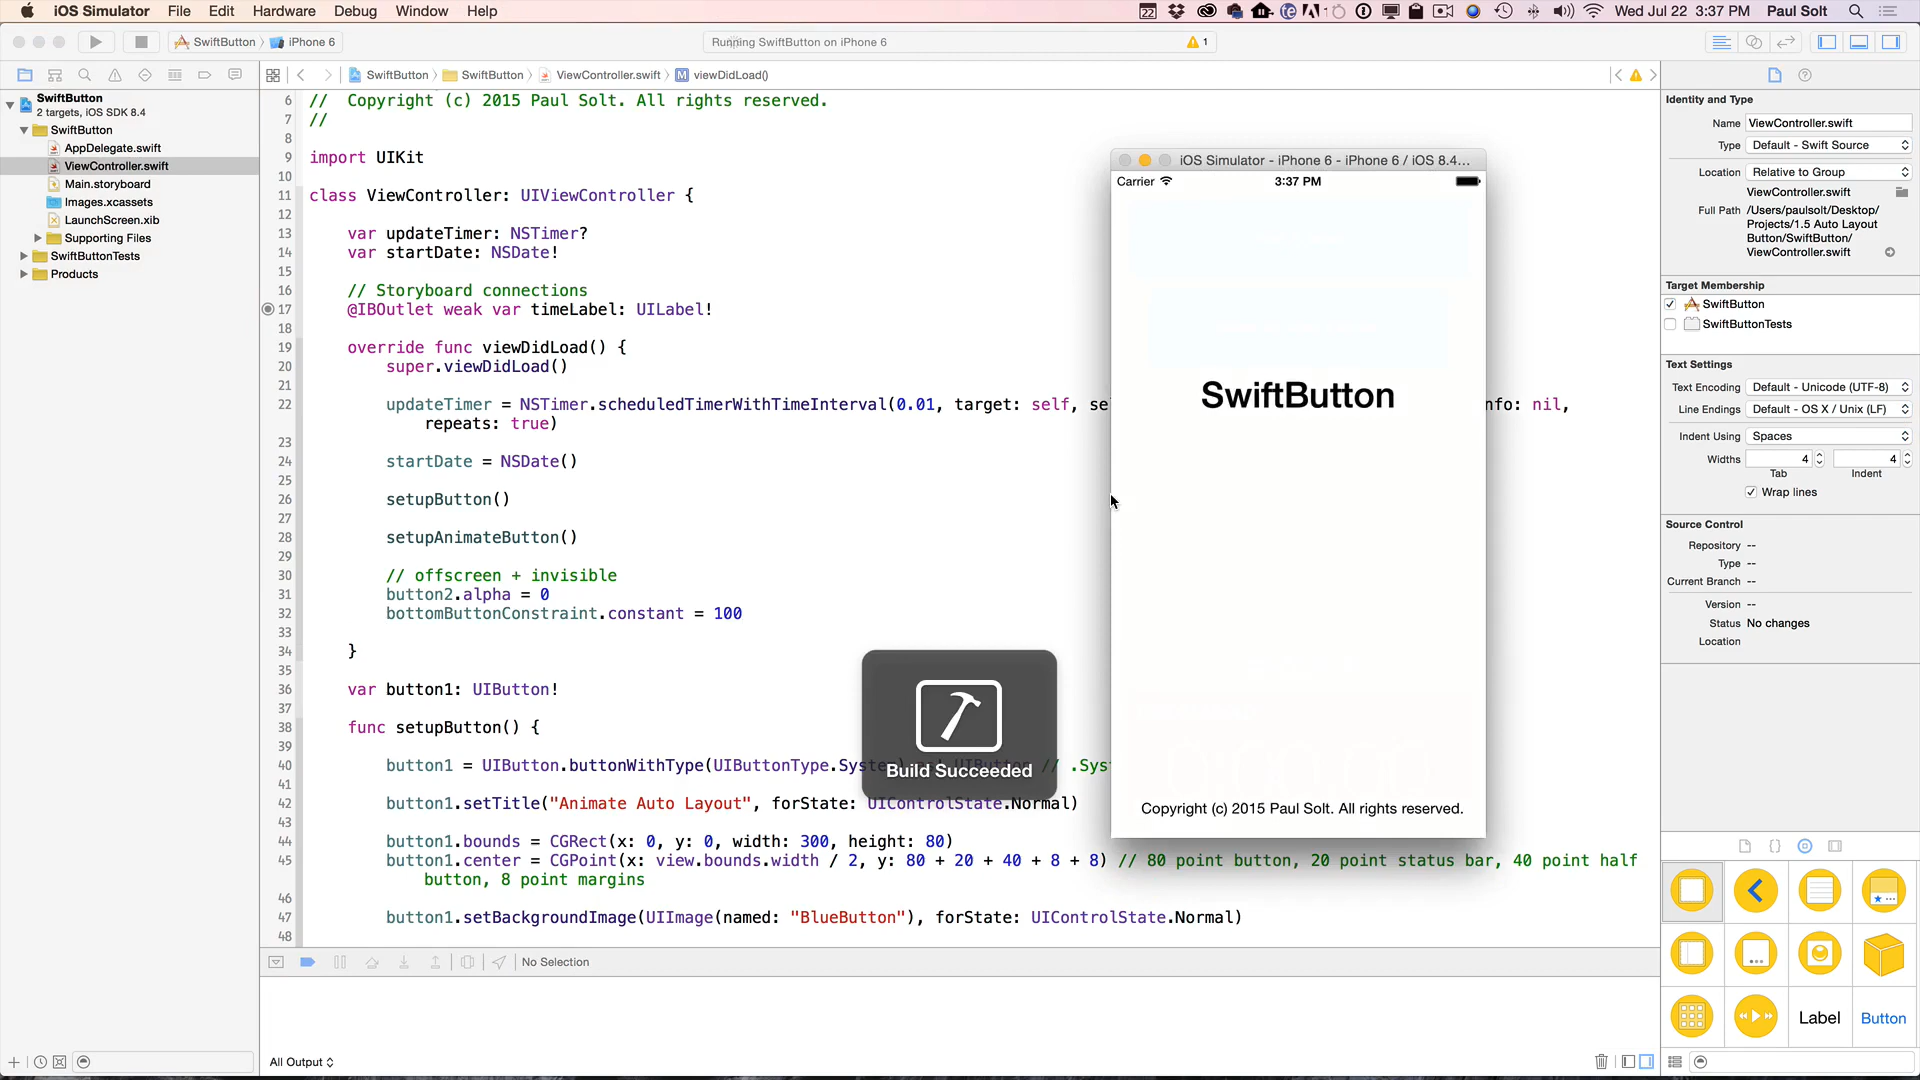 iOS Simulator File Edit Hardware Debug Window Help
22
Wed Jul 22 3:37 PM Paul Solt
SwiftButton iPhone 6
Running SwiftButton on iPhone 6
1
SwiftButton SwiftButton ViewController.swift M viewDidLoad()
SwiftButton
2 targets, iOS SDK 8.4
SwiftButton
AppDelegate.swift
ViewController.swift
Main.storyboard
Images.xcassets
LaunchScreen.xib
Supporting Files
SwiftButtonTests
Products
6 // Copyright (c) 2015 Paul Solt. All rights reserved.
7 //
8
9 import UIKit
10
11 class ViewController: UIViewController {
12
13 var updateTimer: NSTimer?
14 var startDate: NSDate!
15
16 // Storyboard connections
17 @IBOutlet weak var timeLabel: UILabel!
18
19 override func viewDidLoad() {
20 super.viewDidLoad()
21
22 updateTimer = NSTimer.scheduledTimerWithTimeInterval(0.01, target: self, se nfo: nil,
repeats: true)
23
24 startDate = NSDate()
25
26 setupButton()
27
28 setupAnimateButton()
29
30 // offscreen + invisible
31 button2.alpha = 0
32 bottomButtonConstraint.constant = 100
33
34 }
35
36 var button1: UIButton!
37
38 func setupButton() {
39
40 button1 = UIButton.buttonWithType(UIButtonType.System // .Sys
41
42 button1.setTitle("Animate Auto Layout", forState: UIControlState.Normal)
43
44 button1.bounds = CGRect(x: 0, y: 0, width: 300, height: 80)
45 button1.center = CGPoint(x: view.bounds.width / 2, y: 80 + 20 + 40 + 8 + 8) // 80 point button, 20 point status bar, 40 point half
button, 8 point margins
46
47 button1.setBackgroundImage(UIImage(named: "BlueButton"), forState: UIControlState.Normal)
48
Build Succeeded
iOS Simulator - iPhone 6 - iPhone 6 / iOS 8.4...
Carrier 3:37 PM
SwiftButton
Copyright (c) 2015 Paul Solt. All rights reserved.
No Selection
All Output
Identity and Type
Name ViewController.swift
Type Default - Swift Source
Location Relative to Group
ViewController.swift
Full Path /Users/paulsolt/Desktop/
Projects/1.5 Auto Layout
Button/SwiftButton/
ViewController.swift
Target Membership
SwiftButton
SwiftButtonTests
Text Settings
Text Encoding Default - Unicode (UTF-8)
Line Endings Default - OS X / Unix (LF)
Indent Using Spaces
Widths 4 4
Tab Indent
Wrap lines
Source Control
Repository --
Type --
Current Branch --
Version --
Status No changes
Location
Label Button